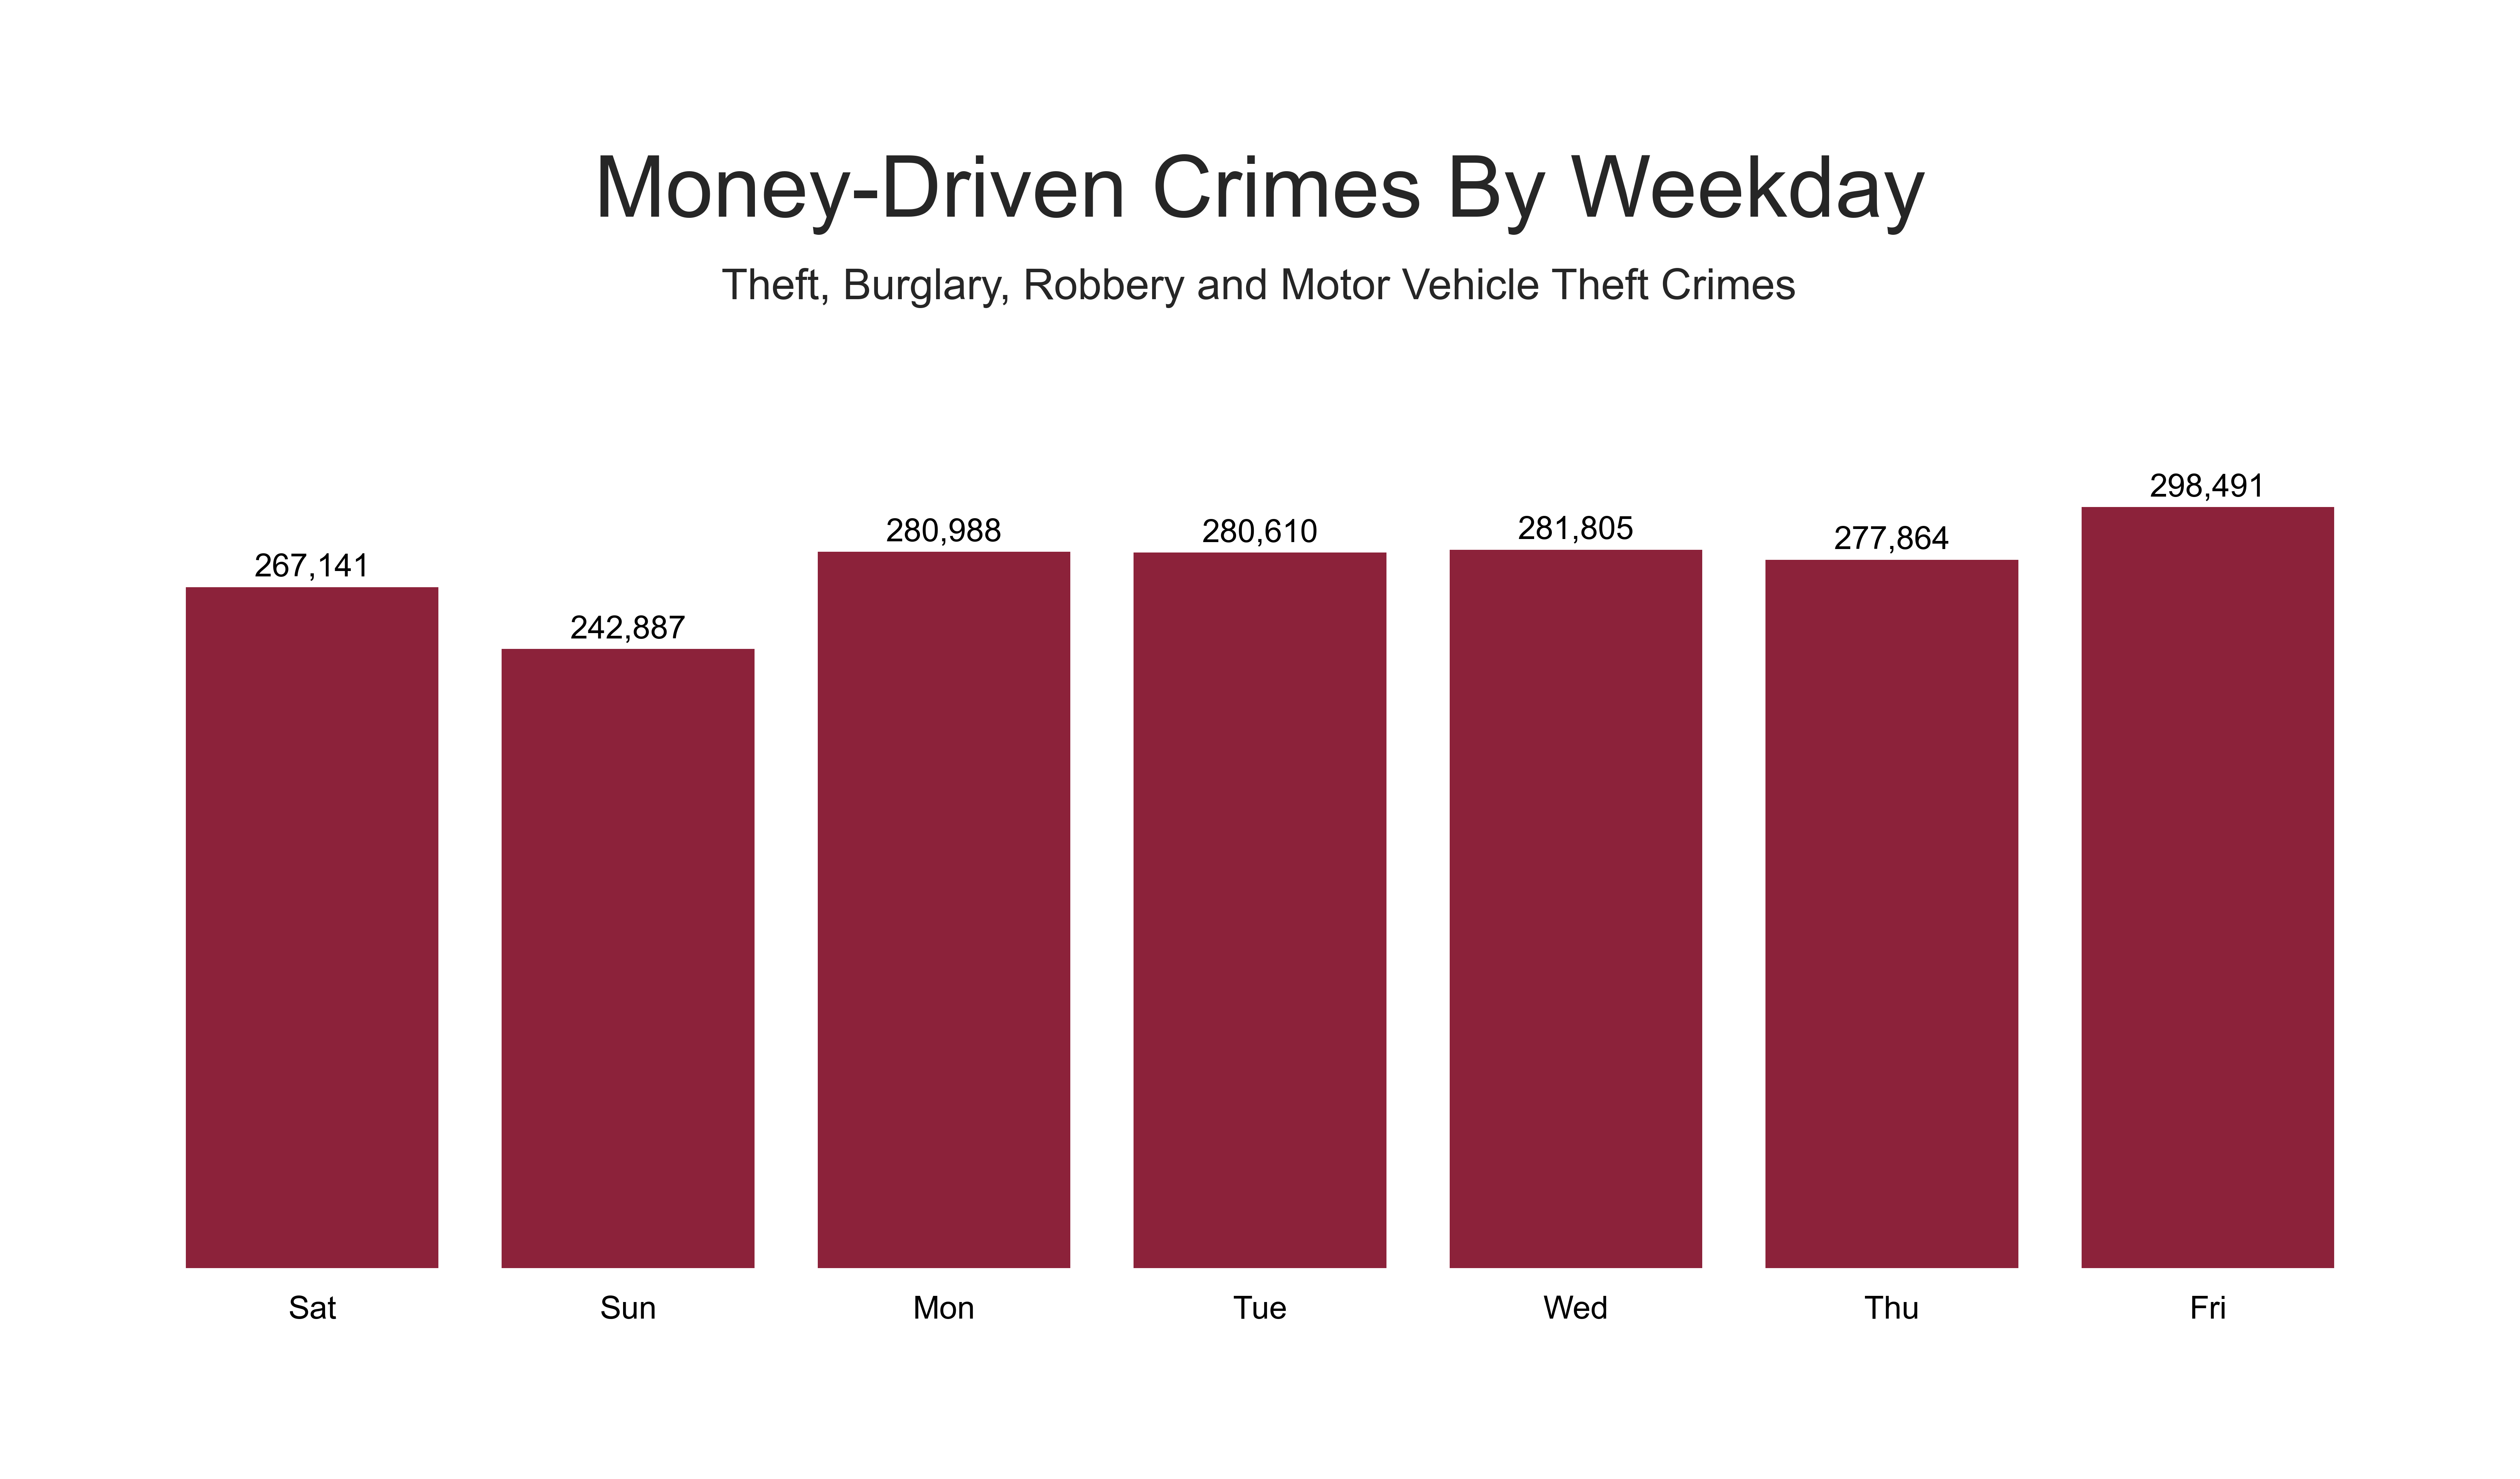 Money-Driven Crimes By Weekday
Theft, Burglary, Robbery and Motor Vehicle Theft Crimes
267,141
242,887
280,988
280,610
281,805
277,864
298,491
Sat
Sun
Mon
Tue
Wed
Thu
Fri